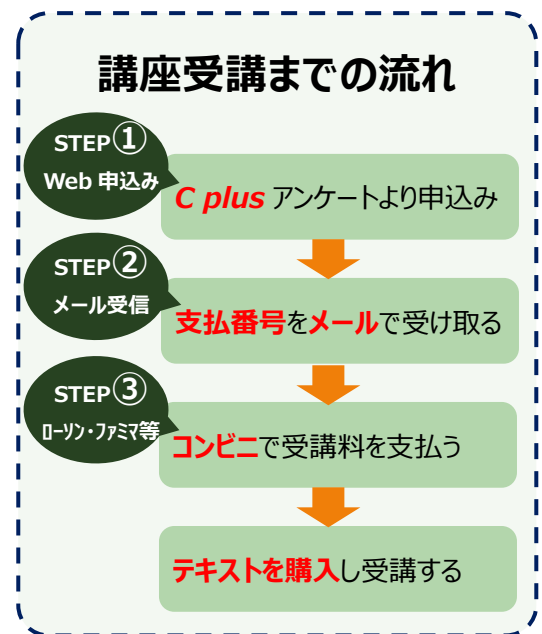 講座受講までの流れ
STEP①
Web 申込み
C plus アンケートより申込み
STEP②
メール受信
支払番号をメールで受け取る
STEP③
ローソン・ファミマ等
コンビニで受講料を支払う
テキストを購入し受講する